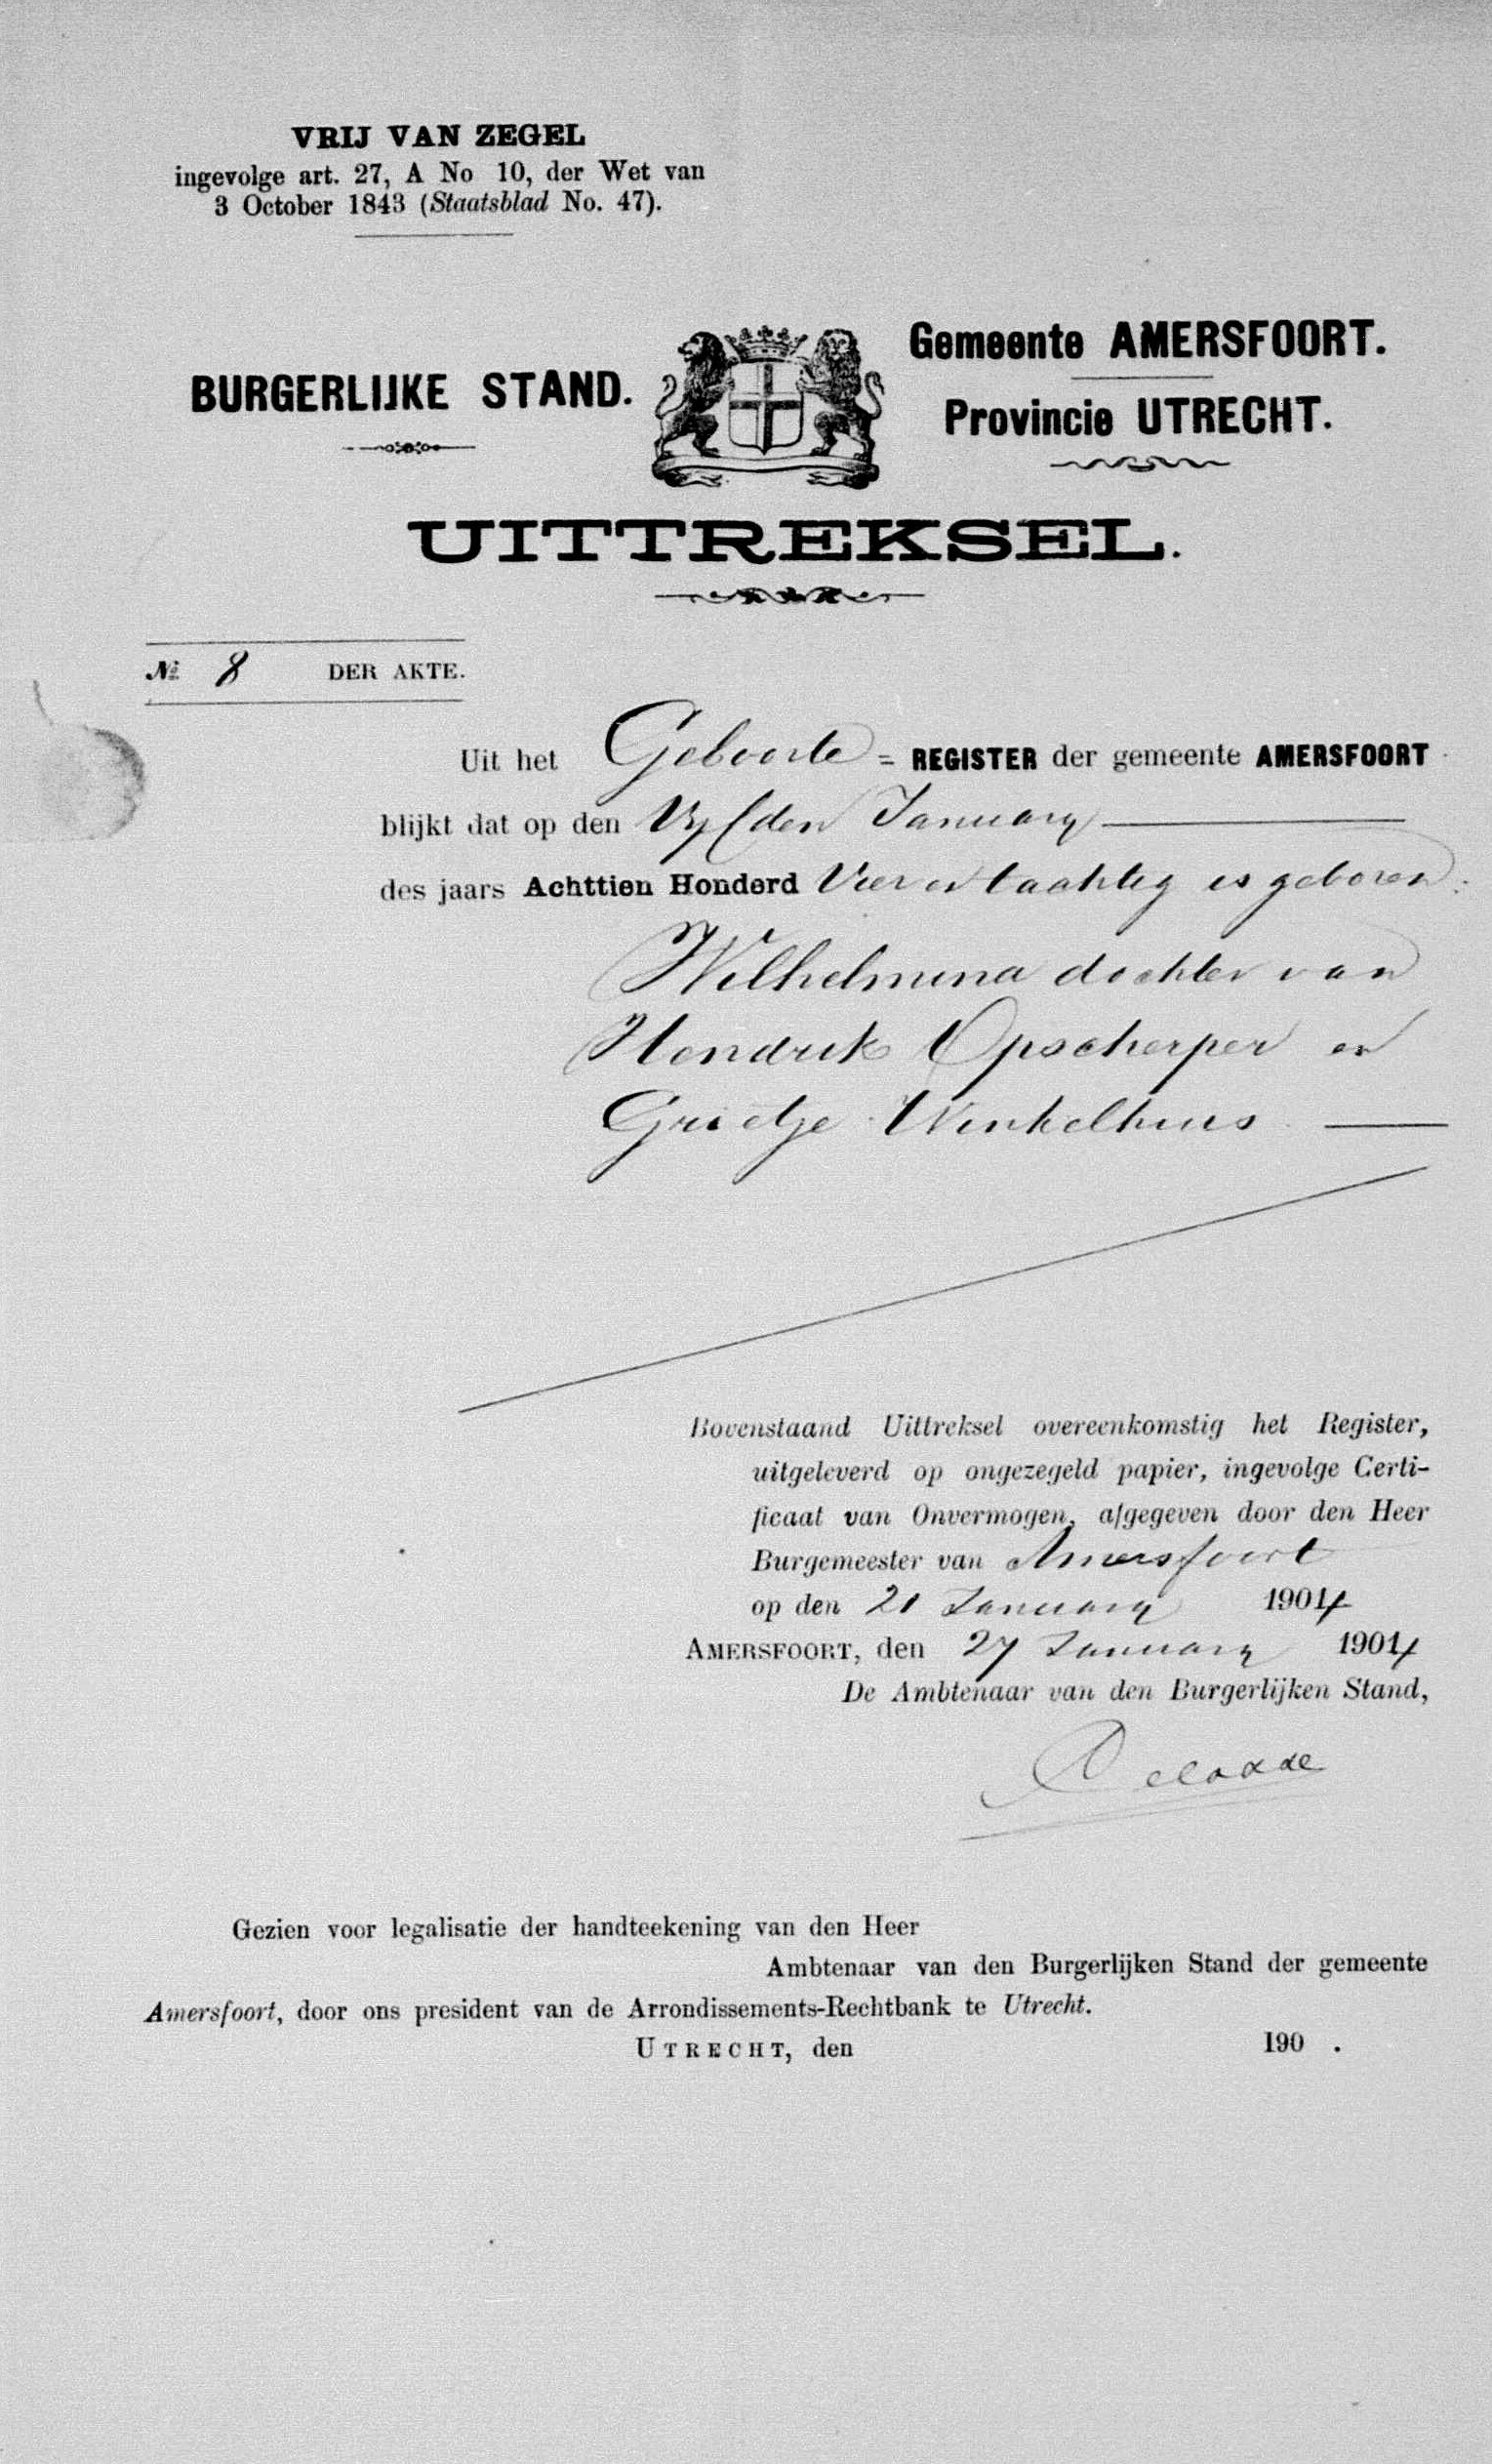 VRIJ VAN ZEGEL
ingevolge art. 27, A No 10, der Wet van
3 October 1843 (Staatsblad No. 47).
BURGERLIJKE STAND.
Gemeente AMERSFOORT.
Provincie UTRECHT.
UITTREKSEL.
No 8 DER AKTE.
Uit het Geboorte = REGISTER der gemeente AMERSFOORT
blijkt dat op den Vijfden January
des jaars Achttien Honderd Vier en taahtig is geboren:
Wilhelmina dochter van
Hendrik Opscherper en
Grietje Winkelhuis
Bovenstaand Uittreksel overeenkomstig het Register,
uitgeleverd op ongezegeld papier, ingevolge Certi-
ficaat van Onvermogen, afgegeven door den Heer
Burgemeester van Amersfoort
op den 21 January 1904
AMERSFOORT, den 27 January 1904
De Ambtenaar van den Burgerlijken Stand,
Gezien voor legalisatie der handteekening van den Heer
Ambtenaar van den Burgerlijken Stand der gemeente
Amersfoort, door ons president van de Arrondissements-Rechtbank te Utrecht.
UTRECHT, den 190 .